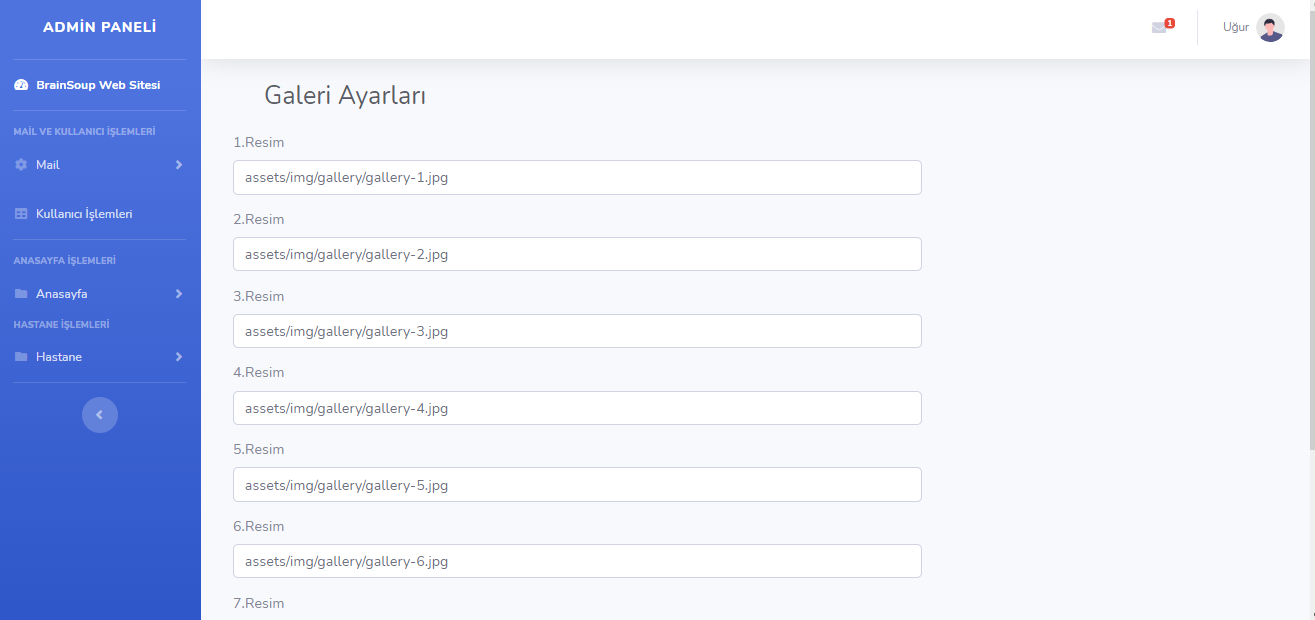 ADMİN PANELİ
BrainSoup Web Sitesi
MAİL VE KULLANICI İŞLEMLERİ
Mail
Kullanıcı İşlemleri
ANASAYFA İŞLEMLERİ
Anasayfa
HASTANE İŞLEMLERİ
Hastane
1
Uğur
Galeri Ayarları
1.Resim
assets/img/gallery/gallery-1.jpg
2.Resim
assets/img/gallery/gallery-2.jpg
3.Resim
assets/img/gallery/gallery-3.jpg
4.Resim
assets/img/gallery/gallery-4.jpg
5.Resim
assets/img/gallery/gallery-5.jpg
6.Resim
assets/img/gallery/gallery-6.jpg
7.Resim